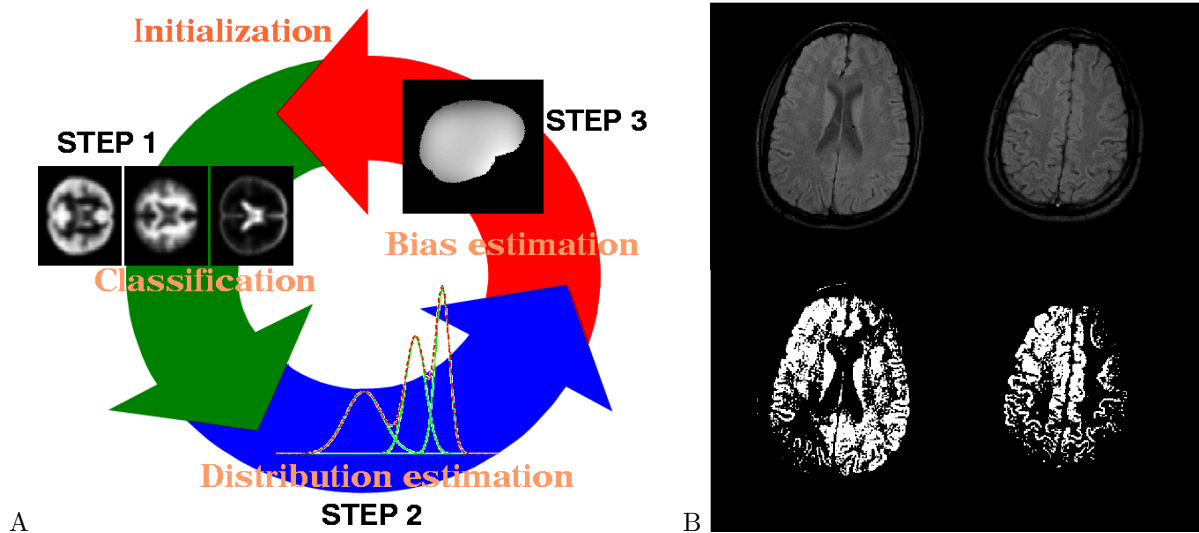 Initialization
STEP 1
STEP 3
Bias estimation
Classification
Distribution estimation
STEP 2
A
B